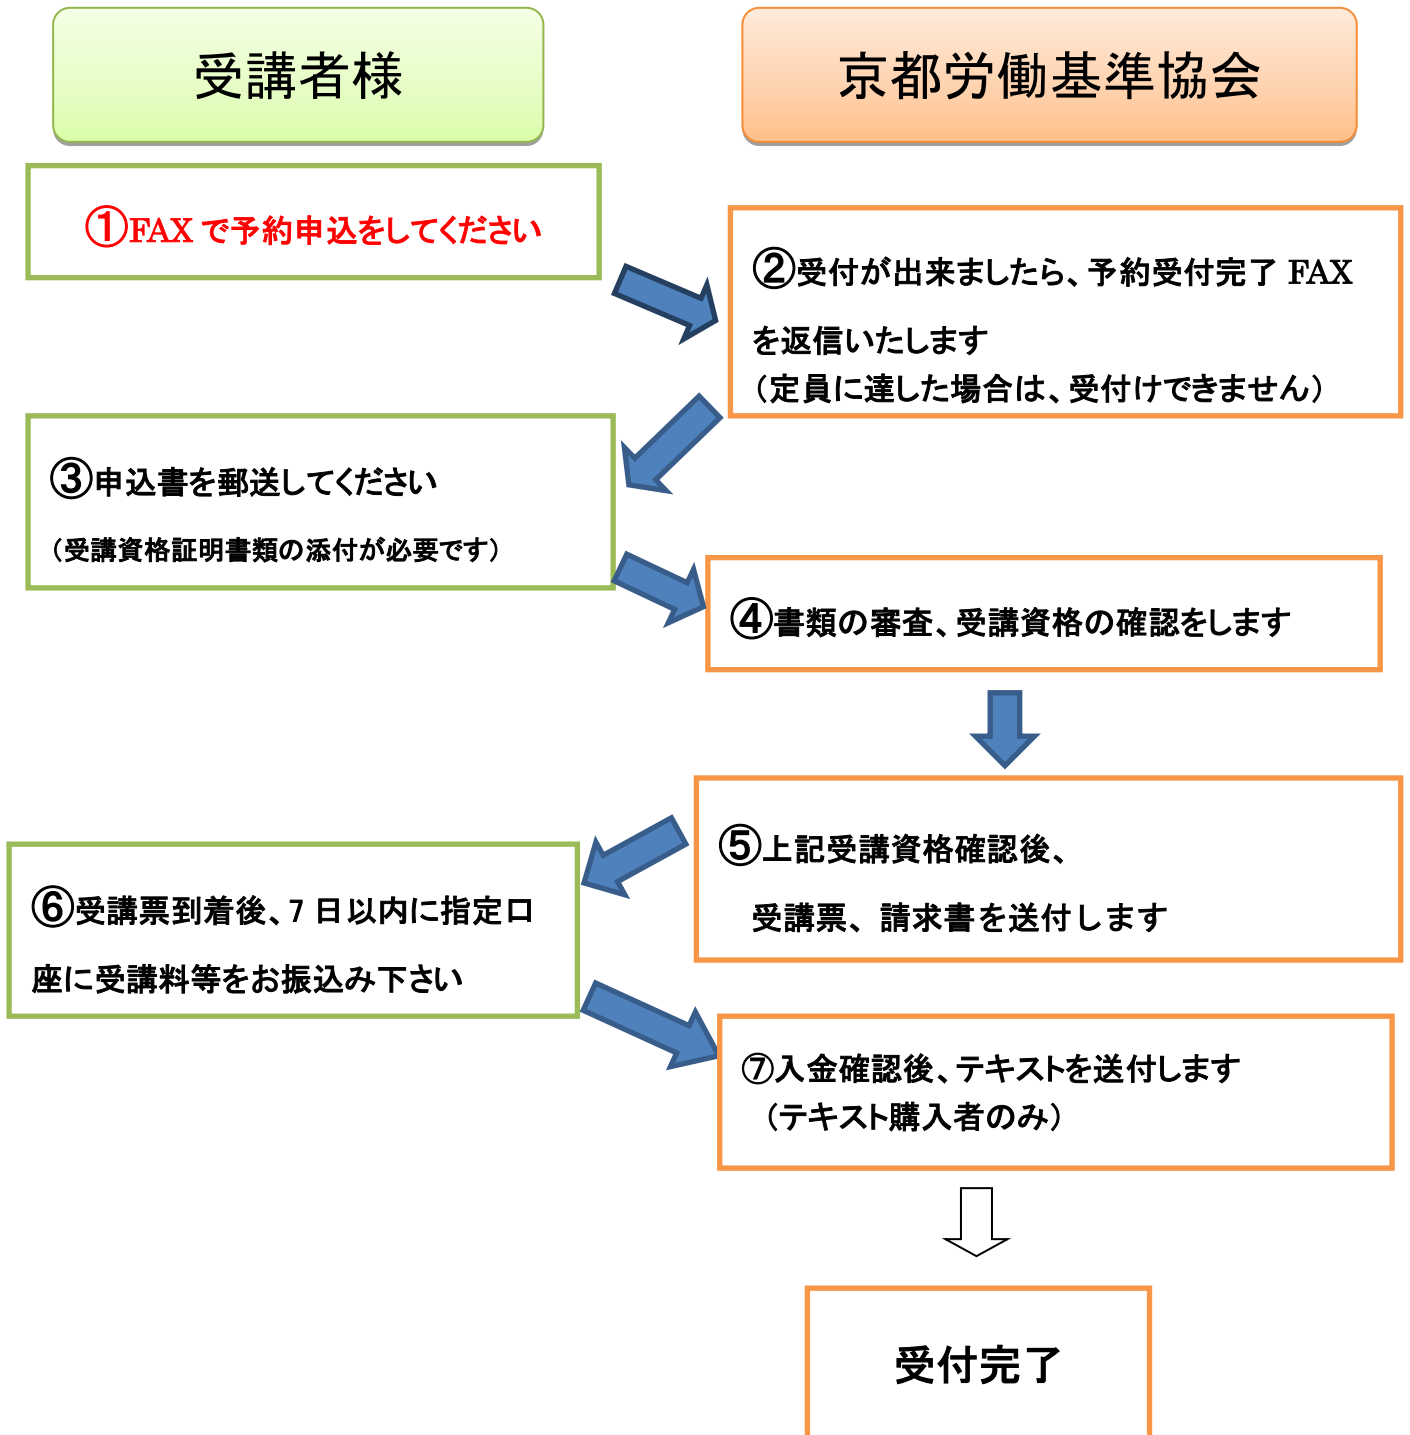 受講者様
京都労働基準協会
①FAX で予約申込をしてください
②受付が出来ましたら、予約受付完了 FAX
を返信いたします
（定員に達した場合は、受付けできません）
③申込書を郵送してください
（受講資格証明書類の添付が必要です）
④書類の審査、受講資格の確認をします
⑤上記受講資格確認後、
受講票、請求書を送付します
⑥受講票到着後、7 日以内に指定口
座に受講料等をお振込み下さい
⑦入金確認後、テキストを送付します
（テキスト購入者のみ）
受付完了